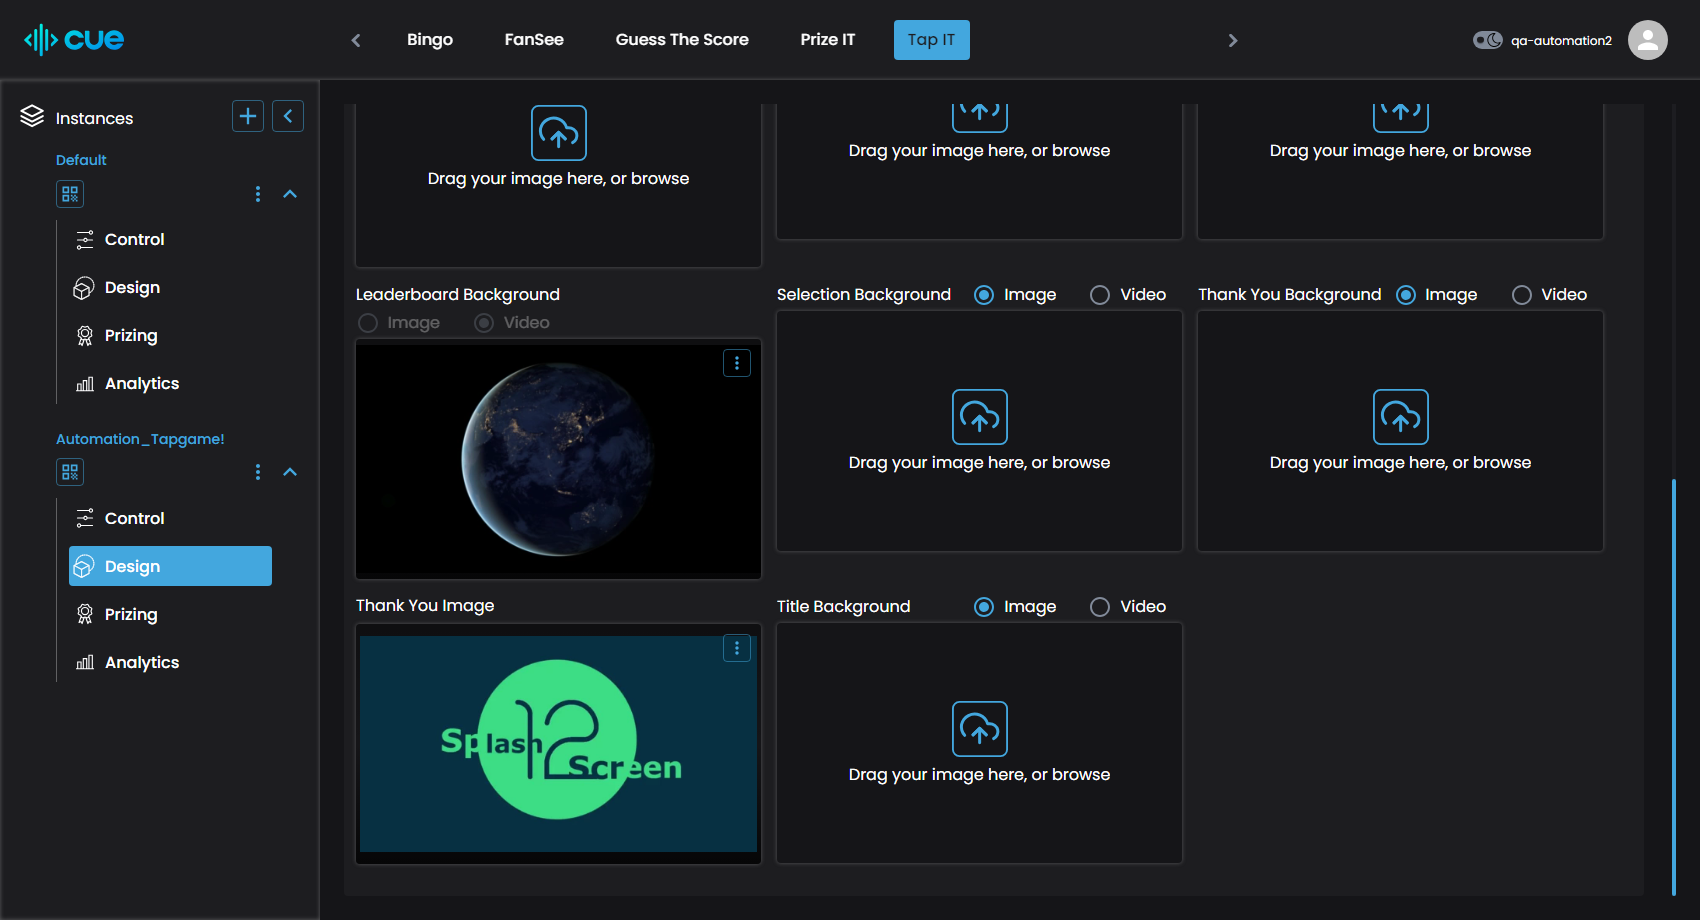 cue
Bingo
FanSee
Guess The Score
Prize IT
Tap IT
qa-automation2
Instances
Default
Control
Design
Prizing
Analytics
Automation_Tapgame!
Control
Design
Prizing
Analytics
Drag your image here, or browse
Drag your image here, or browse
Drag your image here, or browse
Leaderboard Background
Image Video
Selection Background Image Video
Drag your image here, or browse
Thank You Background Image Video
Drag your image here, or browse
Thank You Image
12
Splash
Screen
Title Background Image Video
Drag your image here, or browse